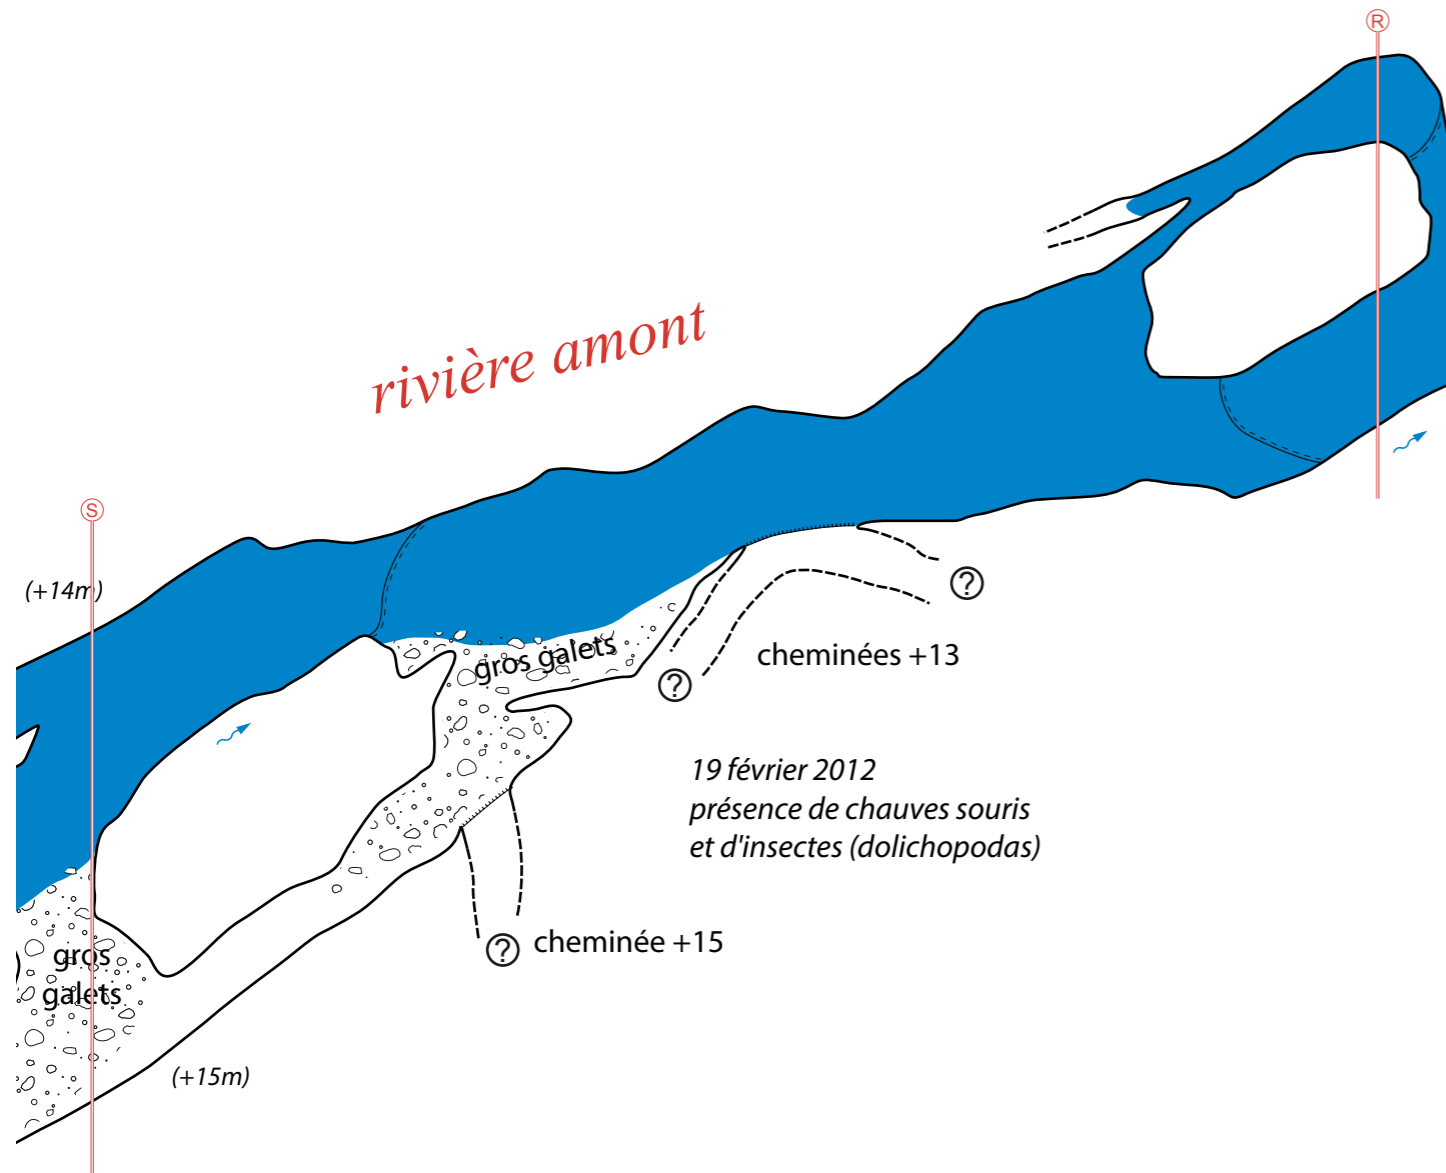 R
rivière amont
S
(+14m)
?
gros galets
cheminées +13
?
19 février 2012
présence de chauves souris
et d'insectes (dolichopodas)
?
cheminée +15
gros
galets
(+15m)